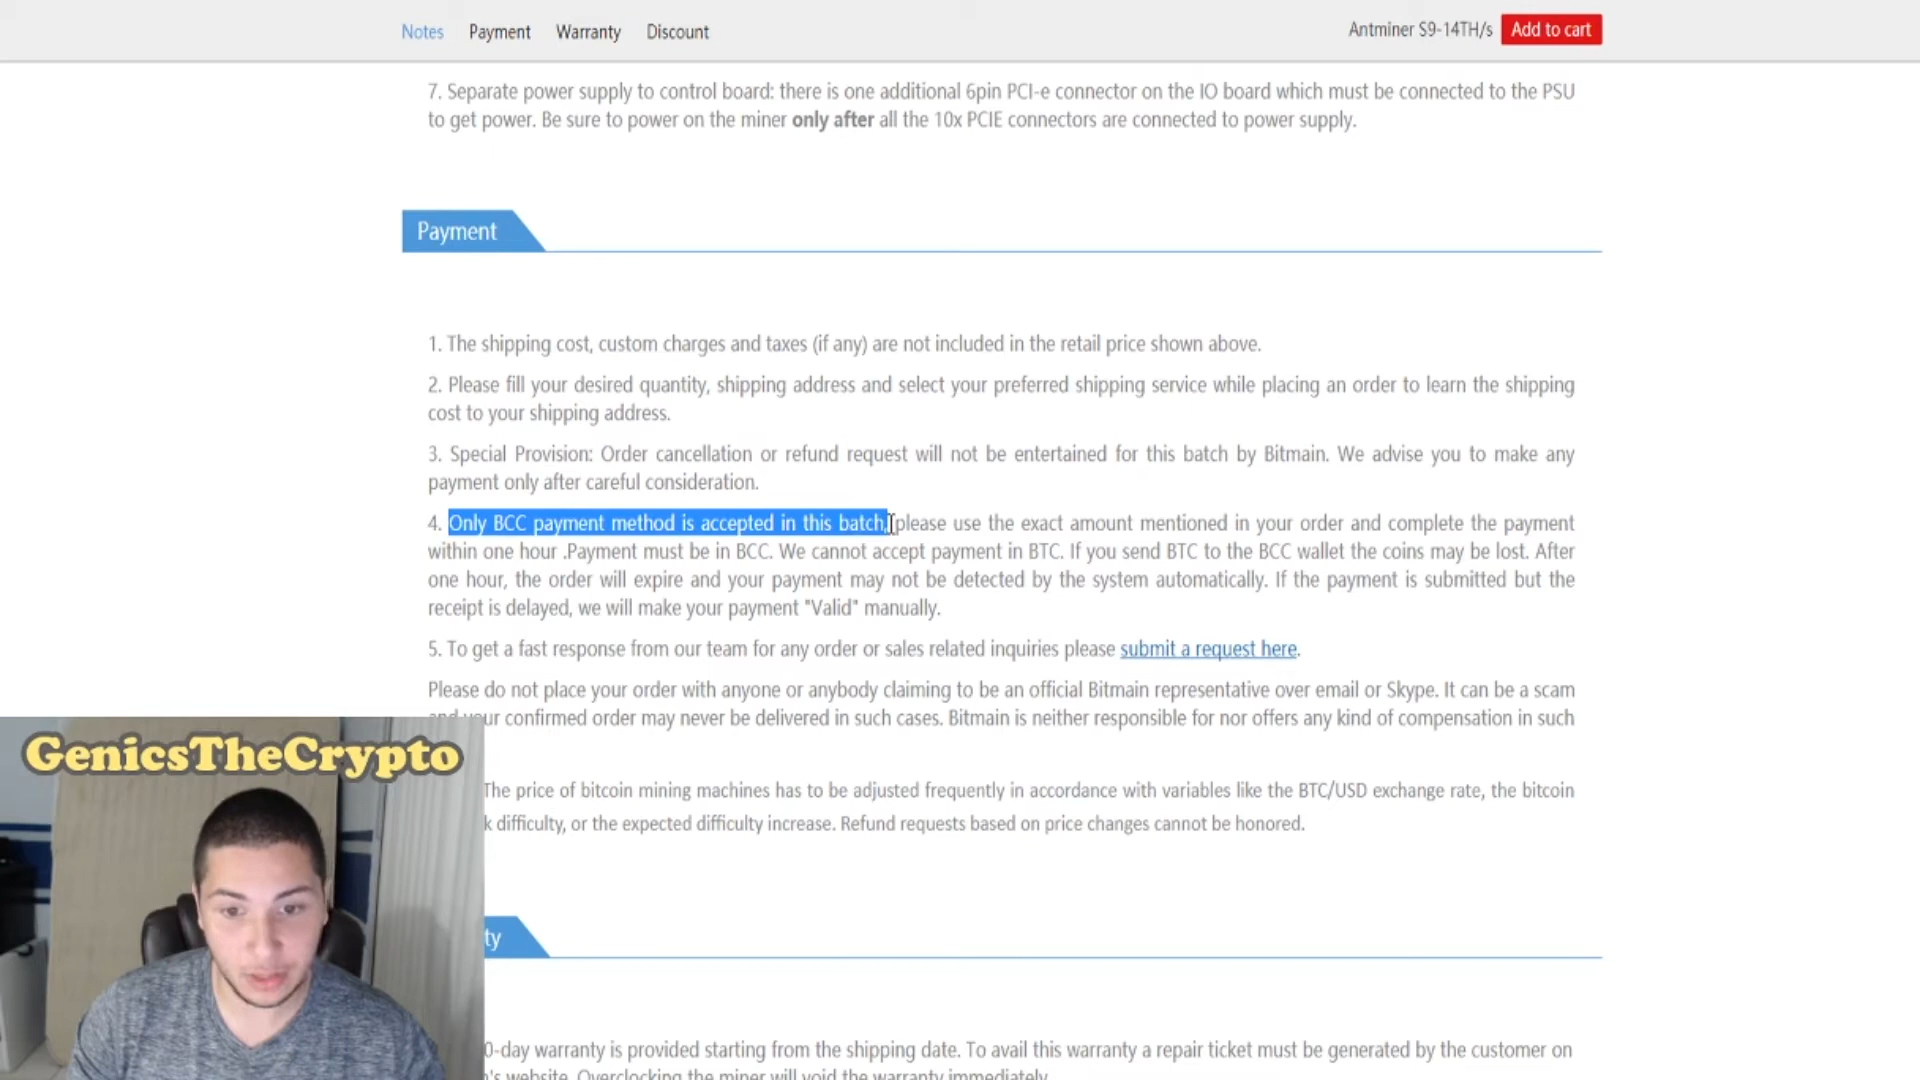 Notes Payment Warranty Discount Antminer S9-14TH/s Add to cart
7. Separate power supply to control board: there is one additional 6pin PCI-e connector on the IO board which must be connected to the PSU
to get power. Be sure to power on the miner only after all the 10x PCIE connectors are connected to power supply.
Payment
1. The shipping cost, custom charges and taxes (if any) are not included in the retail price shown above.
2. Please fill your desired quantity, shipping address and select your preferred shipping service while placing an order to learn the shipping
cost to your shipping address.
3. Special Provision: Order cancellation or refund request will not be entertained for this batch by Bitmain. We advise you to make any
payment only after careful consideration.
4. Only BCC payment method is accepted in this batch, please use the exact amount mentioned in your order and complete the payment
within one hour .Payment must be in BCC. We cannot accept payment in BTC. If you send BTC to the BCC wallet the coins may be lost. After
one hour, the order will expire and your payment may not be detected by the system automatically. If the payment is submitted but the
receipt is delayed, we will make your payment "Valid" manually.
5. To get a fast response from our team for any order or sales related inquiries please submit a request here.
Please do not place your order with anyone or anybody claiming to be an official Bitmain representative over email or Skype. It can be a scam
and your confirmed order may never be delivered in such cases. Bitmain is neither responsible for nor offers any kind of compensation in such
GenicsTheCrypto
The price of bitcoin mining machines has to be adjusted frequently in accordance with variables like the BTC/USD exchange rate, the bitcoin
k difficulty, or the expected difficulty increase. Refund requests based on price changes cannot be honored.
ty
0-day warranty is provided starting from the shipping date. To avail this warranty a repair ticket must be generated by the customer on
's website. Overclocking the miner will void the warranty immediately